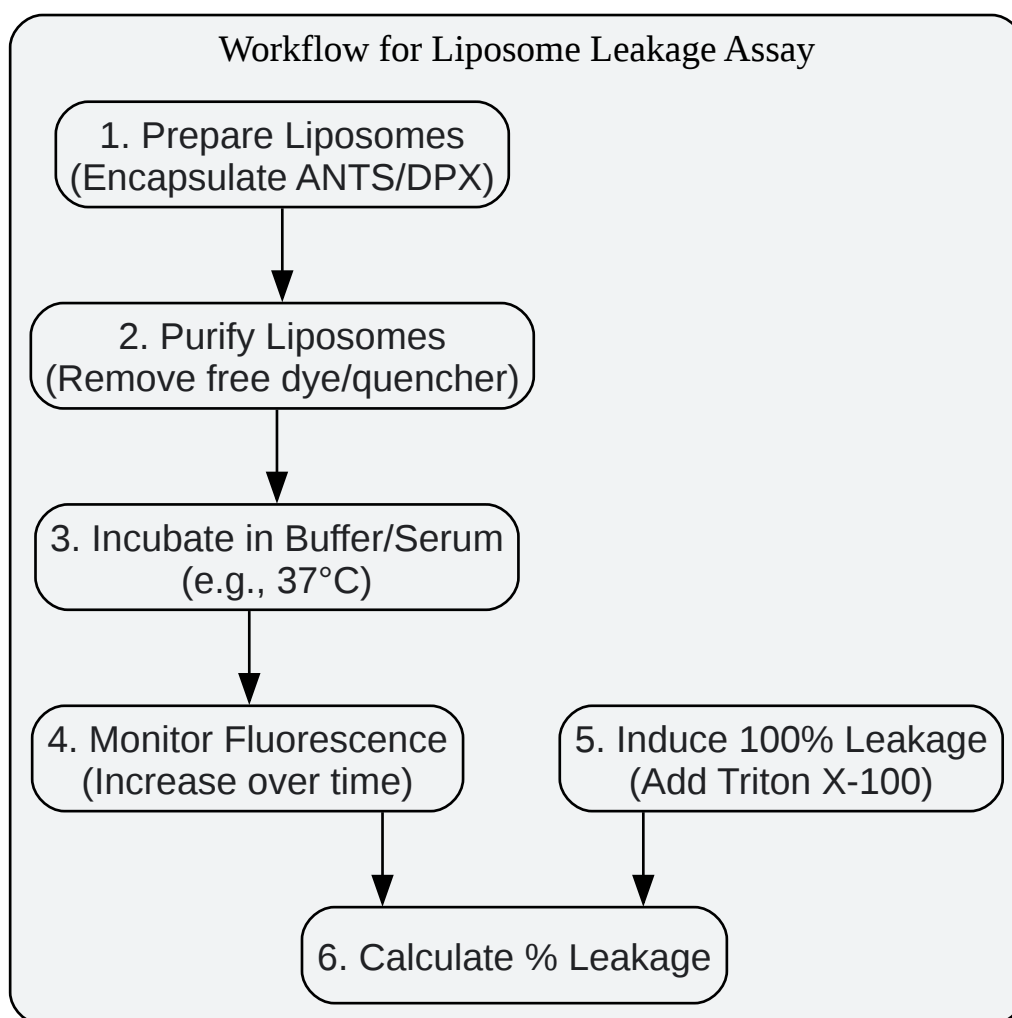 Workflow for Liposome Leakage Assay
1. Prepare Liposomes
(Encapsulate ANTS/DPX)
2. Purify Liposomes
(Remove free dye/quencher)
3. Incubate in Buffer/Serum
(e.g., 37°C)
4. Monitor Fluorescence
(Increase over time)
5. Induce 100% Leakage
(Add Triton X-100)
6. Calculate % Leakage